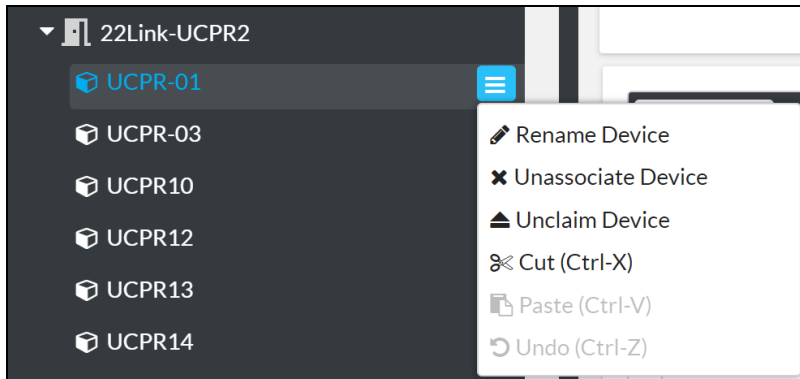 22Link-UCPR2
UCPR-01
UCPR-03
UCPR10
UCPR12
UCPR13
UCPR14
Rename Device
Unassociate Device
Unclaim Device
Cut (Ctrl-X)
Paste (Ctrl-V)
Undo (Ctrl-Z)